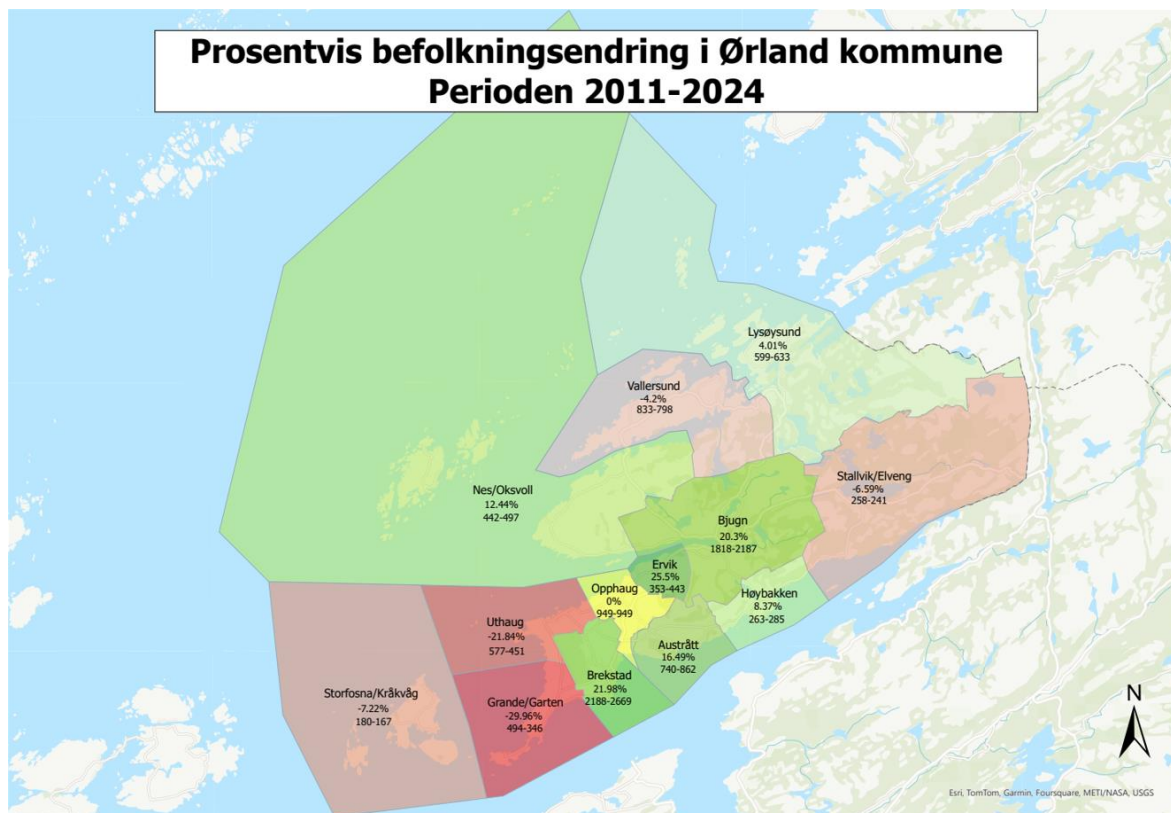 Prosentvis befolkningsendring i Ørland kommune
Perioden 2011-2024
Lysøysund
4.01%
599-633
Vallersund
-4.2%
833-798
Stallvik/Elveng
-6.59%
258-241
Nes/Oksvoll
12.44%
442-497
Bjugn
20.3%
1818-2187
Ervik
25.5%
353-443
Opphaug
0%
949-949
Høybakken
8.37%
263-285
Uthaug
-21.84%
577-451
Austrått
16.49%
740-862
Brekstad
21.98%
2188-2669
Storfosna/Kråkvåg
-7.22%
180-167
Grande/Garten
-29.96%
494-346
N
Esri, TomTom, Garmin, Foursquare, METI/NASA, USGS